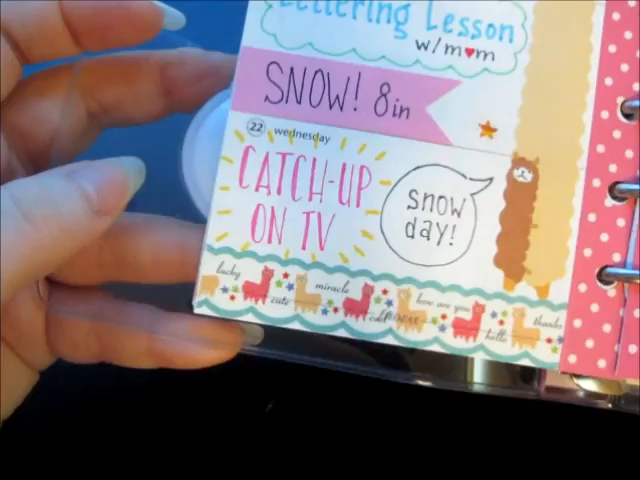 Lettering Lesson
w/mom
SNOW! 8in
22 wednesday
CATCH-UP
ON TV
snow
day!
lucky
miracle
how are you
thanks
cute
cool
hello